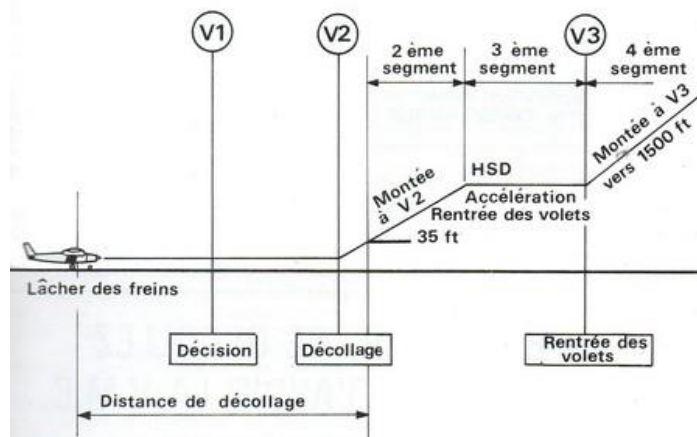 V1
V2
V3
2 ème
segment
3 ème
segment
4 ème
segment
Montée
à V2
HSD
Accélération
Rentrée des volets
Montée à V3
vers 1500 ft
35 ft
Lâcher des freins
Décision
Décollage
Rentrée des
volets
Distance de décollage